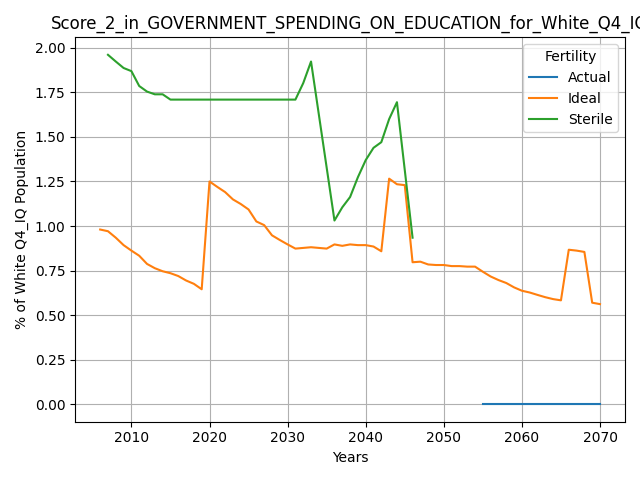 Score_2_in_GOVERNMENT_SPENDING_ON_EDUCATION_for_White_Q4_IQ
Fertility
Actual
Ideal
Sterile
% of White Q4_IQ Population
2.00
1.75
1.50
1.25
1.00
0.75
0.50
0.25
0.00
2010 2020 2030 2040 2050 2060 2070
Years